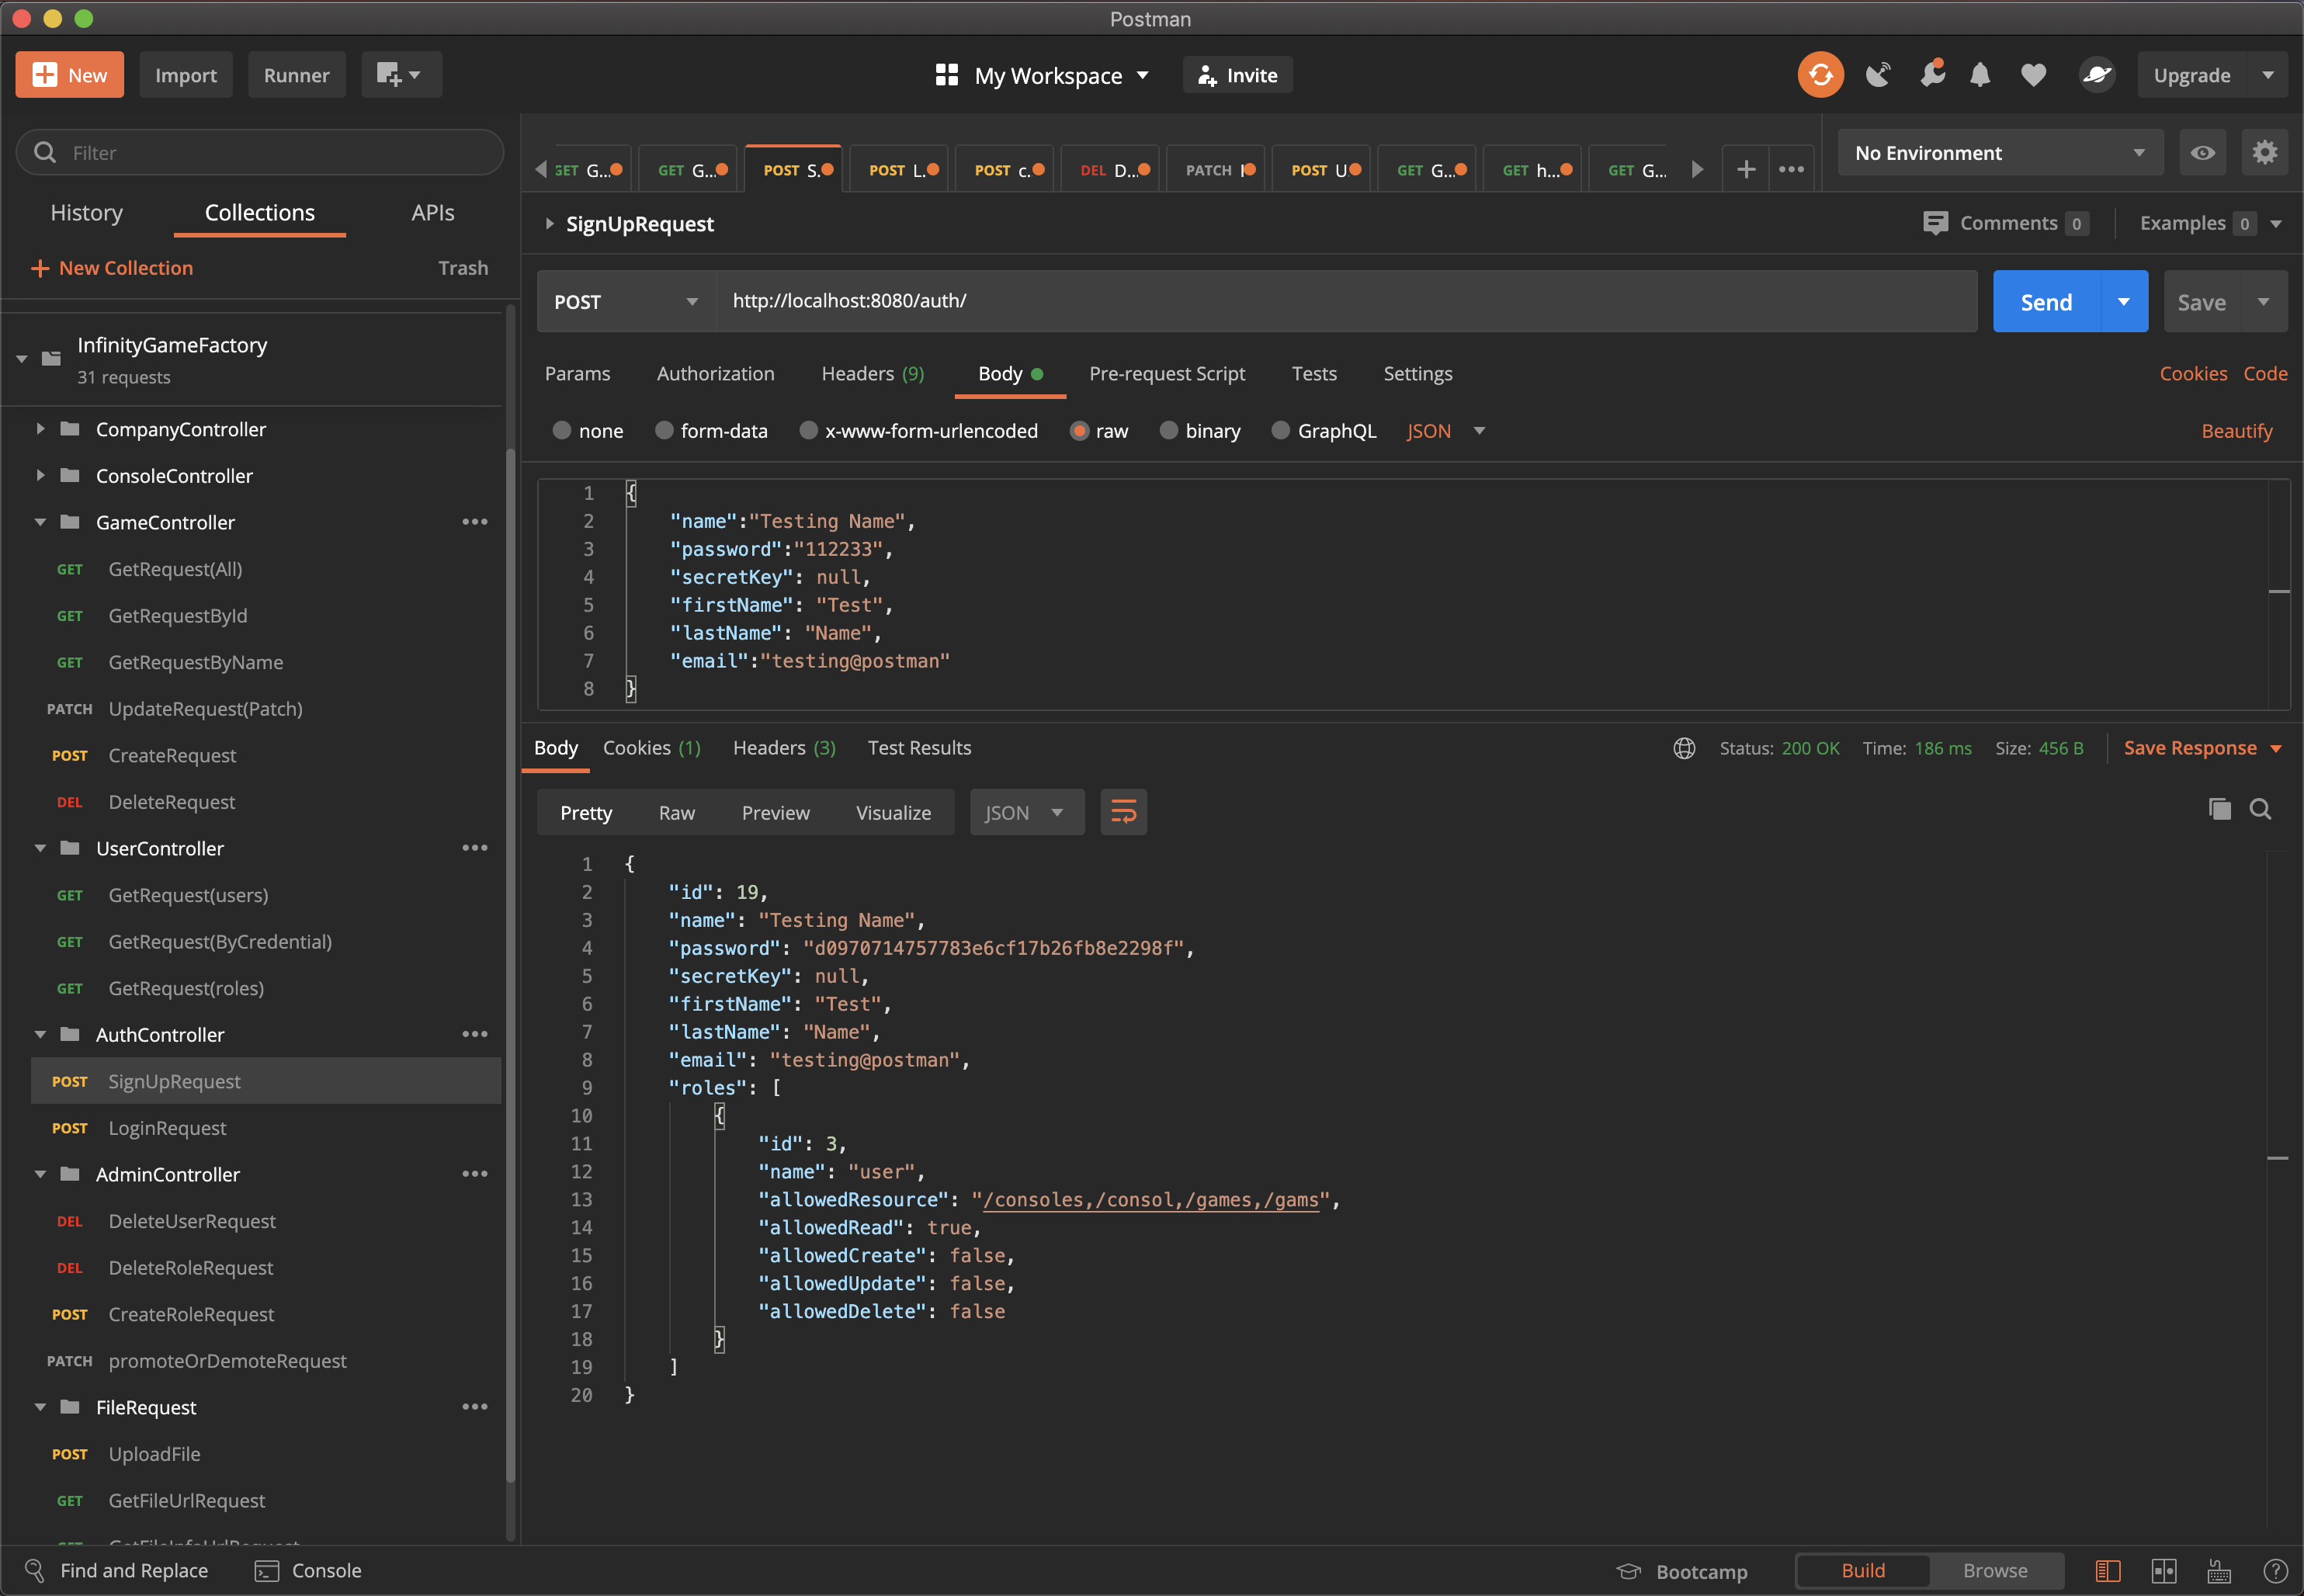 Postman
New
Import
Runner
My Workspace
Invite
Upgrade
Filter
History
Collections
APIs
New Collection
Trash
InfinityGameFactory
31 requests
CompanyController
ConsoleController
GameController
GET GetRequest(All)
GET GetRequestById
GET GetRequestByName
PATCH UpdateRequest(Patch)
POST CreateRequest
DEL DeleteRequest
UserController
GET GetRequest(users)
GET GetRequest(ByCredential)
GET GetRequest(roles)
AuthController
POST SignUpRequest
POST LoginRequest
AdminController
DEL DeleteUserRequest
DEL DeleteRoleRequest
POST CreateRoleRequest
PATCH promoteOrDemoteRequest
FileRequest
POST UploadFile
GET GetFileUrlRequest
GET G...
GET G...
POST S.
POST L.
POST c.
DEL D...
PATCH
POST U
GET G...
GET h...
GET G...
No Environment
SignUpRequest
Comments 0
Examples 0
POST
http://localhost:8080/auth/
Send
Save
Params
Authorization
Headers (9)
Body
Pre-request Script
Tests
Settings
Cookies
Code
none
form-data
x-www-form-urlencoded
raw
binary
GraphQL
JSON
Beautify
1 {
2 "name":"Testing Name",
3 "password":"112233",
4 "secretKey": null,
5 "firstName": "Test",
6 "lastName": "Name",
7 "email":"testing@postman"
8 }
Body
Cookies (1)
Headers (3)
Test Results
Status: 200 OK
Time: 186 ms
Size: 456 B
Save Response
Pretty
Raw
Preview
Visualize
JSON
1 {
2 "id": 19,
3 "name": "Testing Name",
4 "password": "d0970714757783e6cf17b26fb8e2298f",
5 "secretKey": null,
6 "firstName": "Test",
7 "lastName": "Name",
8 "email": "testing@postman",
9 "roles": [
10 {
11 "id": 3,
12 "name": "user",
13 "allowedResource": "/consoles,/consol,/games,/gams",
14 "allowedRead": true,
15 "allowedCreate": false,
16 "allowedUpdate": false,
17 "allowedDelete": false
18 }
19 ]
20 }
Find and Replace
Console
Bootcamp
Build
Browse